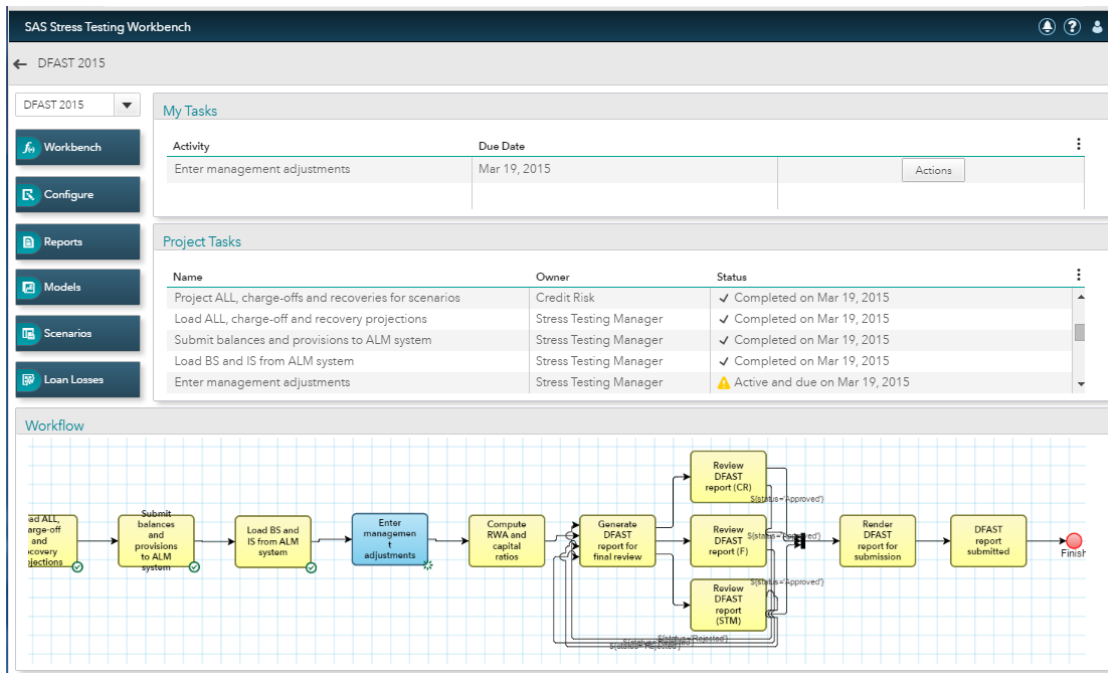 SAS Stress Testing Workbench
DFAST 2015
DFAST 2015
Workbench
Configure
Reports
Models
Scenarios
Loan Losses
My Tasks
Activity Due Date
Enter management adjustments Mar 19, 2015 Actions
Project Tasks
Name Owner Status
Project ALL, charge-offs and recoveries for scenarios Credit Risk Completed on Mar 19, 2015
Load ALL, charge-off and recovery projections Stress Testing Manager Completed on Mar 19, 2015
Submit balances and provisions to ALM system Stress Testing Manager Completed on Mar 19, 2015
Load BS and IS from ALM system Stress Testing Manager Completed on Mar 19, 2015
Enter management adjustments Stress Testing Manager Active and due on Mar 19, 2015
Workflow
ad ALL,
arge-off
and
covery
ojections
Submit
balances
and
provisions
to ALM
system
Load BS and
IS from ALM
system
Enter
managemen
t
adjustments
Compute
RWA and
capital
ratios
Generate
DFAST
report for
final review
Review
DFAST
report (CR)
${status='Approved'}
Review
DFAST
report (F)
Review
DFAST
report
(STM)
${status='Approved'}
${status='Rejected'}
Render
DFAST
report for
submission
DFAST
report
submitted
Finish